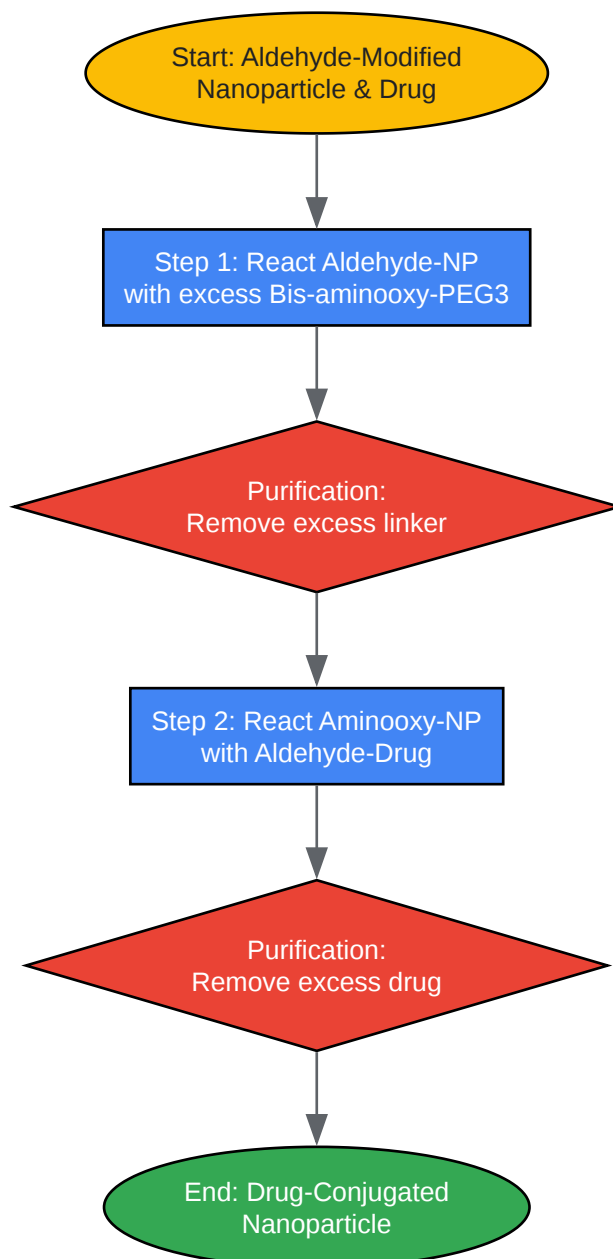 Start: Aldehyde-Modified
Nanoparticle & Drug
Step 1: React Aldehyde-NP
with excess Bis-aminooxy-PEG3
Purification:
Remove excess linker
Step 2: React Aminooxy-NP
with Aldehyde-Drug
Purification:
Remove excess drug
End: Drug-Conjugated
Nanoparticle